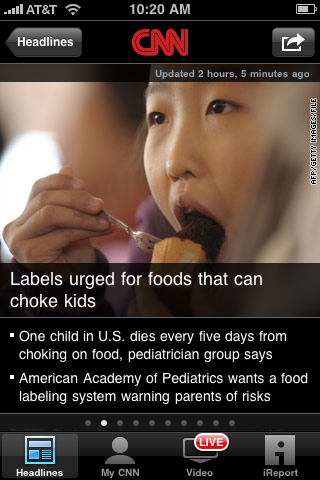 AT&T 10:20 AM
Headlines CNN
Updated 2 hours, 5 minutes ago
AFP/GETTY IMAGES/FILE
Labels urged for foods that can
choke kids
One child in U.S. dies every five days from
choking on food, pediatrician group says
American Academy of Pediatrics wants a food
labeling system warning parents of risks
LIVE
Headlines My CNN Video iReport